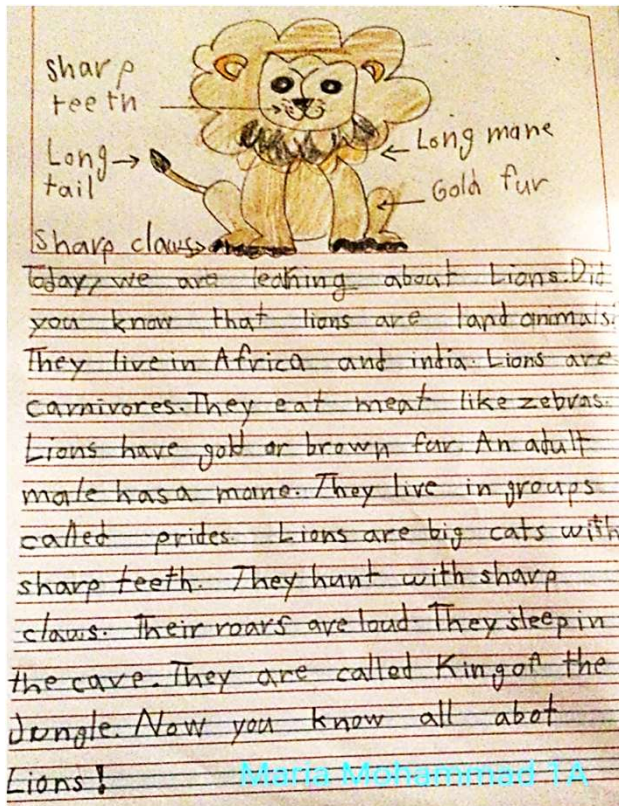 Sharp
teeth
Long mane
Long
tail
Gold fur
Sharp claws
Today, we are leahing about Lions. Did
you know that lions are land animals?
They live in Africa and india. Lions are
carnivores. They eat meat like zebras.
Lions have gold or brown fur. An adult
male has a mane. They live in groups
called prides. Lions are big cats with
sharp teeth. They hunt with sharp
claws. Their roars are loud. They sleep in
the cave. They are called King of the
Jungle. Now you know all abot
Lions!
Maria Mohammad 1A